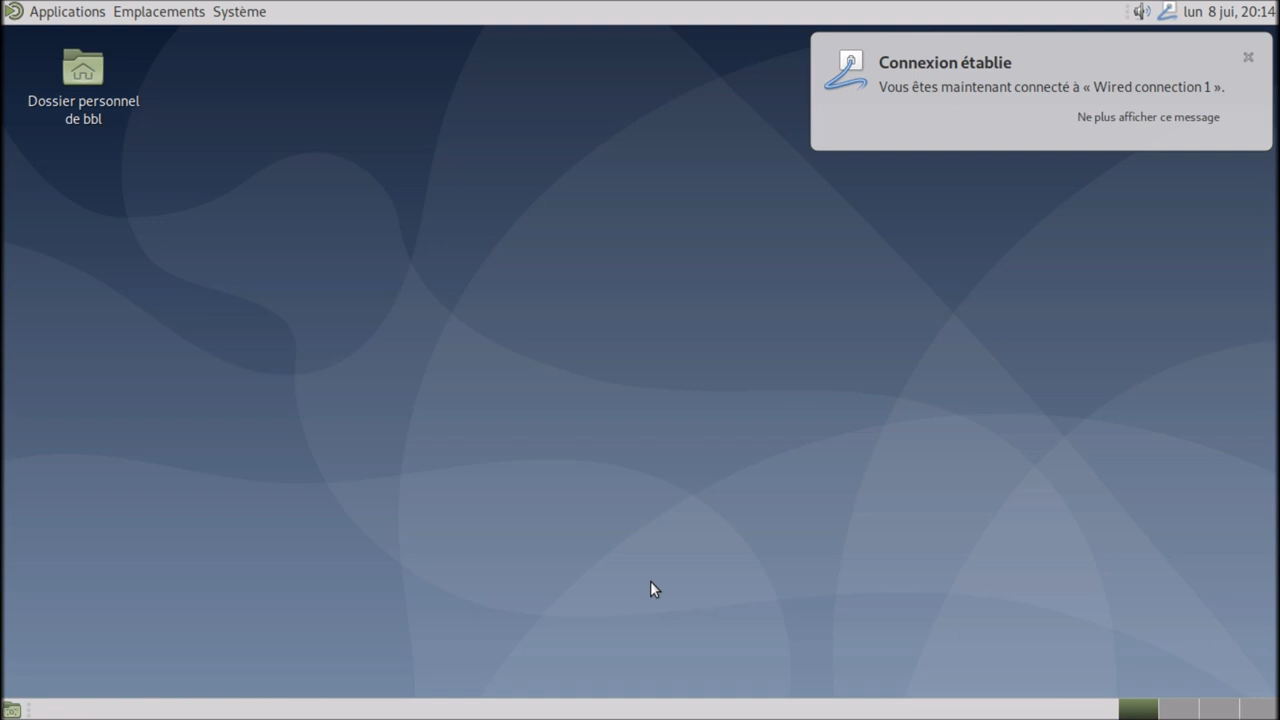 Applications Emplacements Système
lun 8 jui, 20:14
Dossier personnel
de bbl
Connexion établie
Vous êtes maintenant connecté à « Wired connection 1 ».
Ne plus afficher ce message